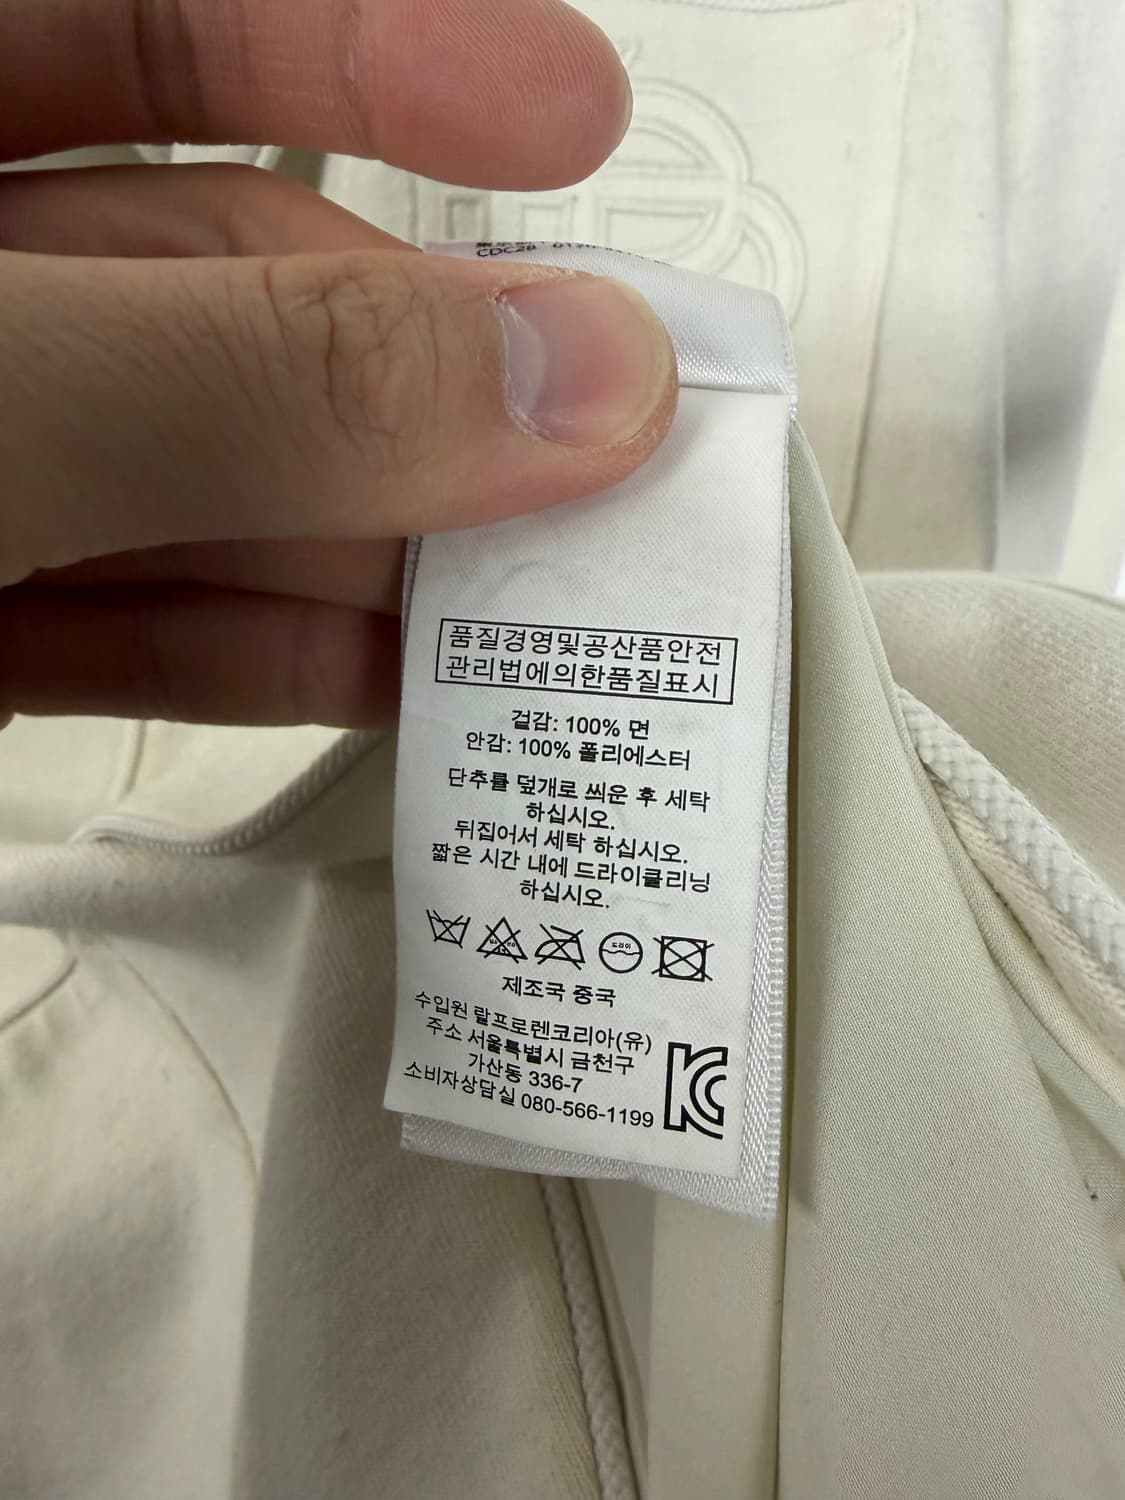 CDC28
품질경영및공산품안전
관리법에의한품질표시
겉감: 100% 면
안감: 100% 폴리에스터
단추를 덮개로 씌운 후 세탁
하십시오.
뒤집어서 세탁 하십시오.
짧은 시간 내에 드라이클리닝
하십시오.
드라이
제조국 중국
수입원 랄프로렌코리아(유)
주소 서울특별시 금천구
가산동 336-7
소비자상담실 080-566-1199